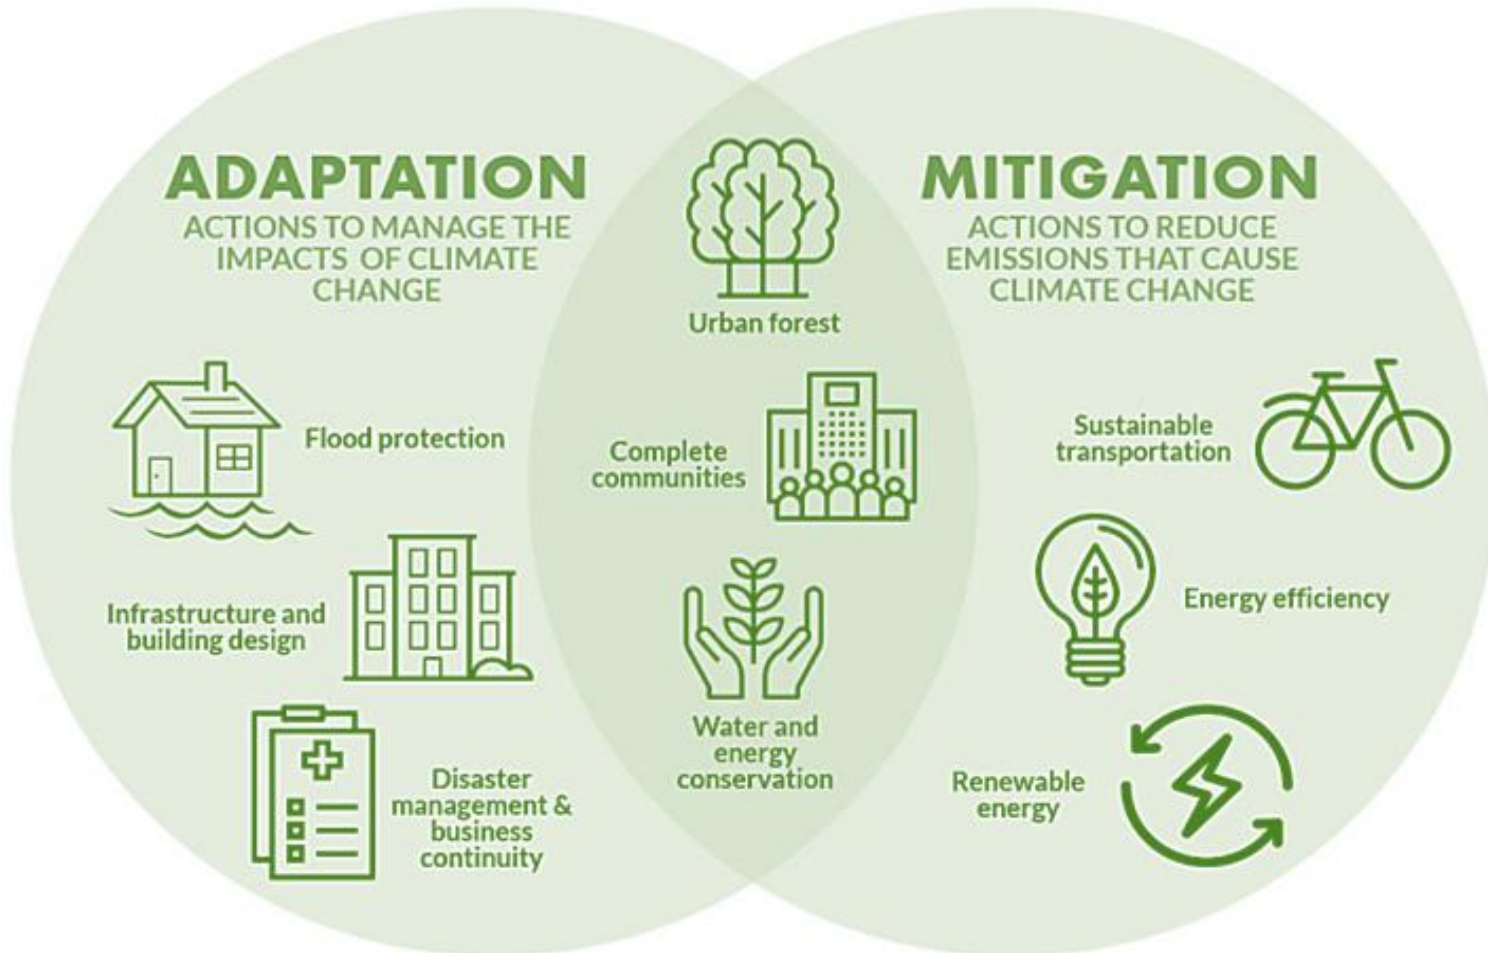 ADAPTATION
ACTIONS TO MANAGE THE
IMPACTS OF CLIMATE
CHANGE
Flood protection
Infrastructure and
building design
Disaster
management &
business
continuity
Urban forest
Complete
communities
Water and
energy
conservation
MITIGATION
ACTIONS TO REDUCE
EMISSIONS THAT CAUSE
CLIMATE CHANGE
Sustainable
transportation
Energy efficiency
Renewable
energy